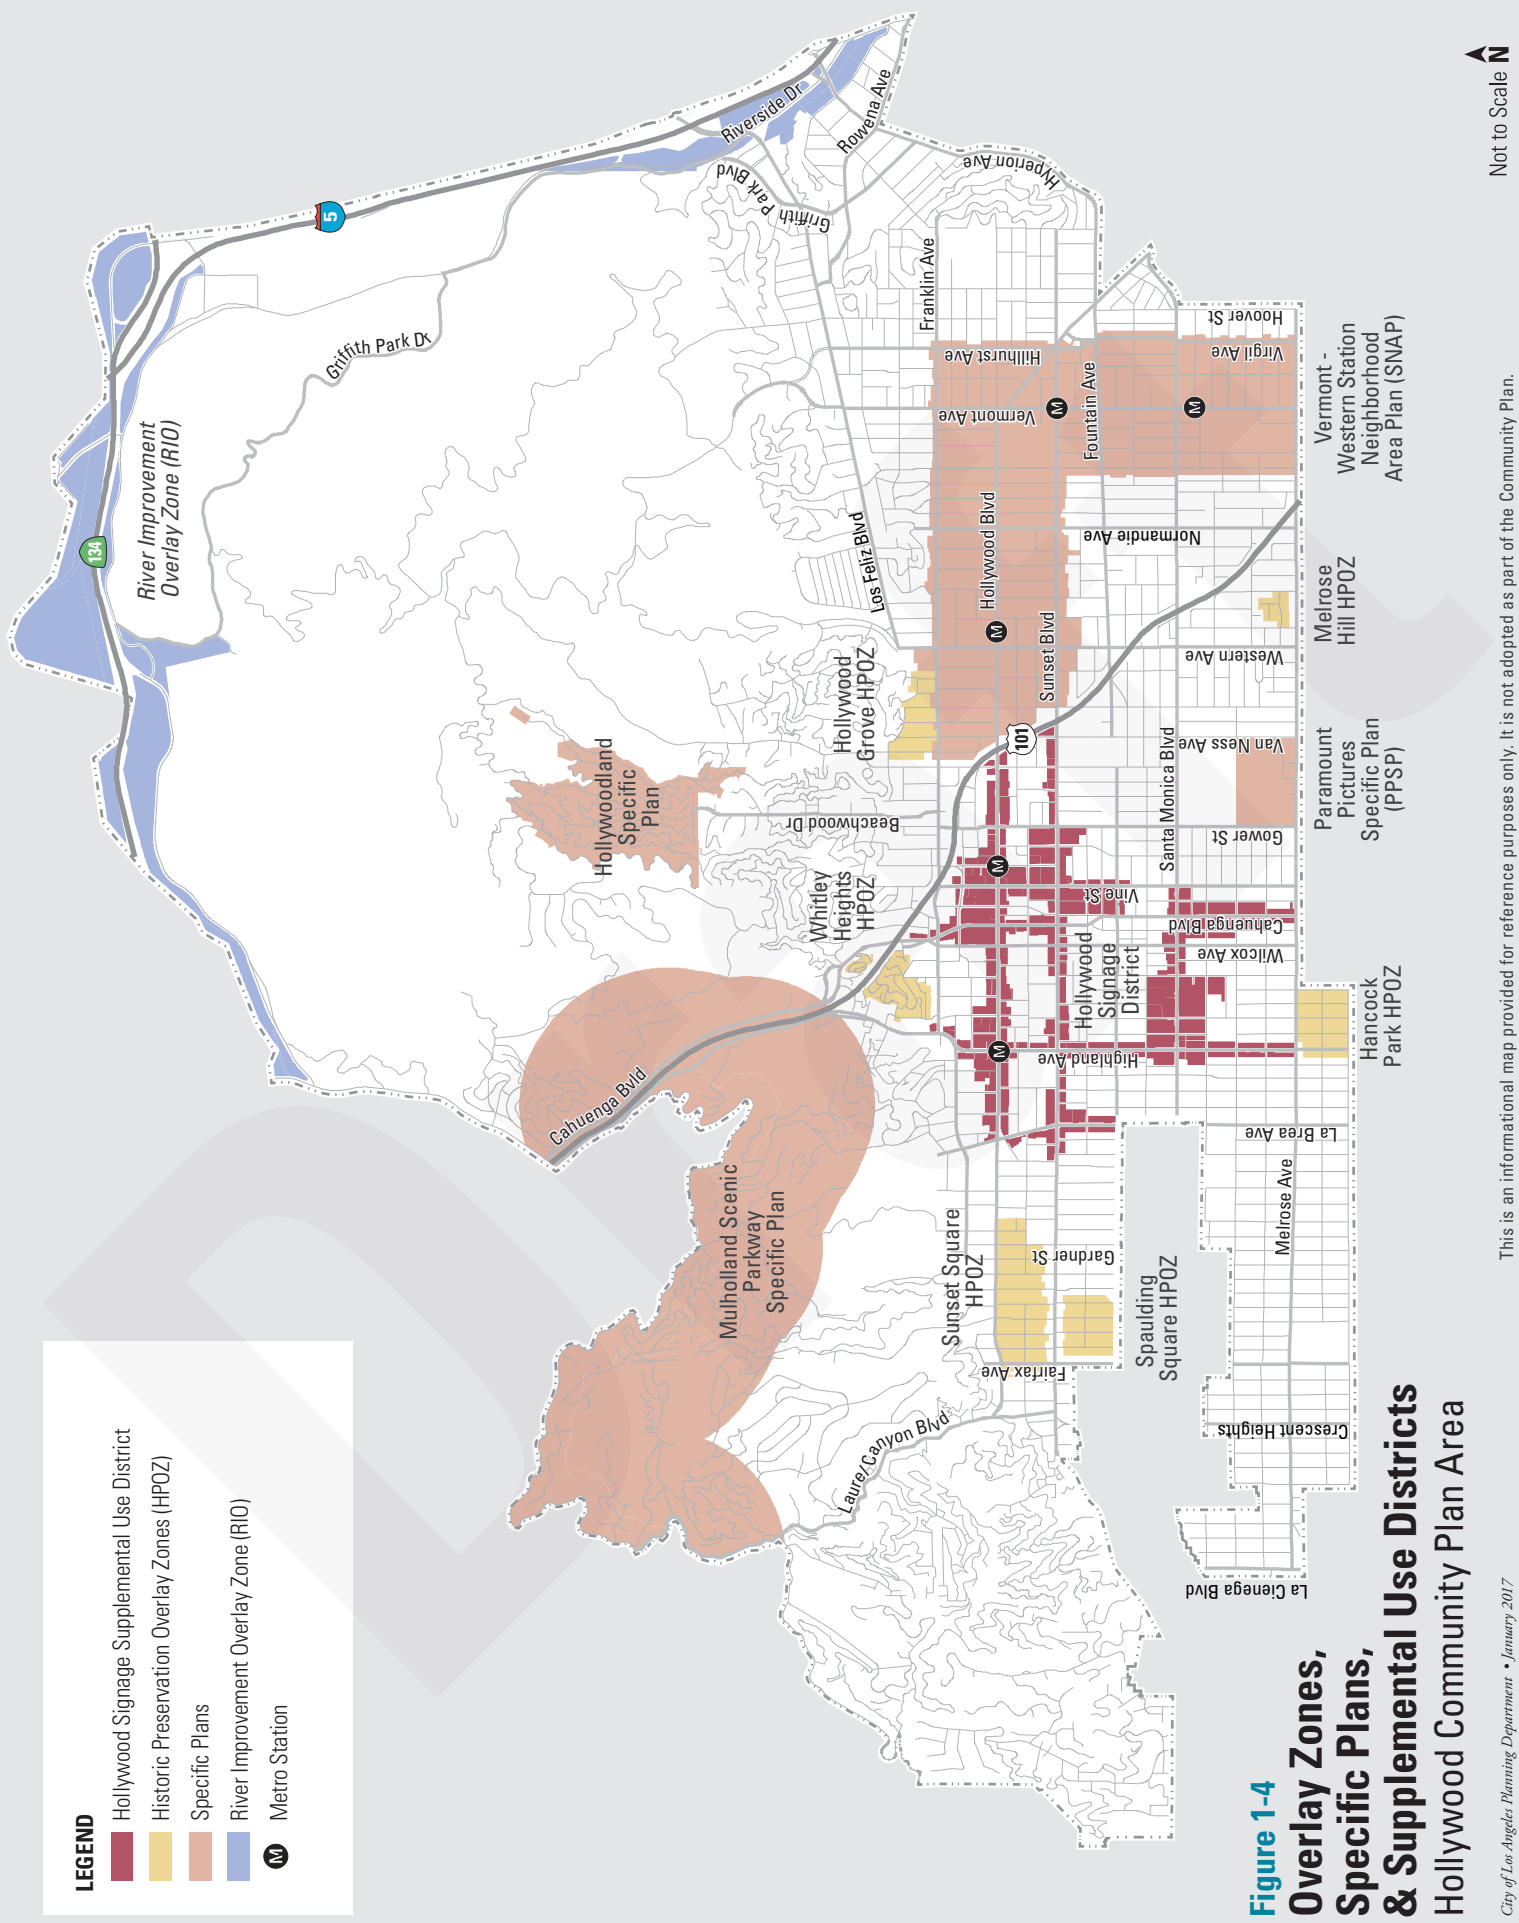 LEGEND
Hollywood Signage Supplemental Use District
Historic Preservation Overlay Zones (HPOZ)
Specific Plans
River Improvement Overlay Zone (RIO)
M Metro Station
134
5
101
River Improvement
Overlay Zone (RIO)
Griffith Park Dr
Riverside Dr
Rowena Ave
Griffith Park Blvd
Hyperion Ave
Franklin Ave
Hillhurst Ave
Vermont Ave
Fountain Ave
Hoover St
Virgil Ave
Los Feliz Blvd
Hollywood Blvd
Sunset Blvd
Normandie Ave
Western Ave
Santa Monica Blvd
Van Ness Ave
Gower St
Beachwood Dr
Vine St
Cahuenga Blvd
Wilcox Ave
Highland Ave
La Brea Ave
Melrose Ave
Gardner St
Fairfax Ave
Crescent Heights
La Cienega Blvd
Laurel Canyon Blvd
Cahuenga Bvld
M
M
M
M
M
Hollywoodland
Specific
Plan
Hollywood
Grove HPOZ
Whitley
Heights
HPOZ
Mulholland Scenic
Parkway
Specific Plan
Hollywood
Signage
District
Sunset Square
HPOZ
Spaulding
Square HPOZ
Hancock
Park HPOZ
Paramount
Pictures
Specific Plan
(PPSP)
Melrose
Hill HPOZ
Vermont -
Western Station
Neighborhood
Area Plan (SNAP)
N
Not to Scale
Figure 1-4
Overlay Zones,
Specific Plans,
& Supplemental Use Districts
Hollywood Community Plan Area
City of Los Angeles Planning Department • January 2017
This is an informational map provided for reference purposes only. It is not adopted as part of the Community Plan.